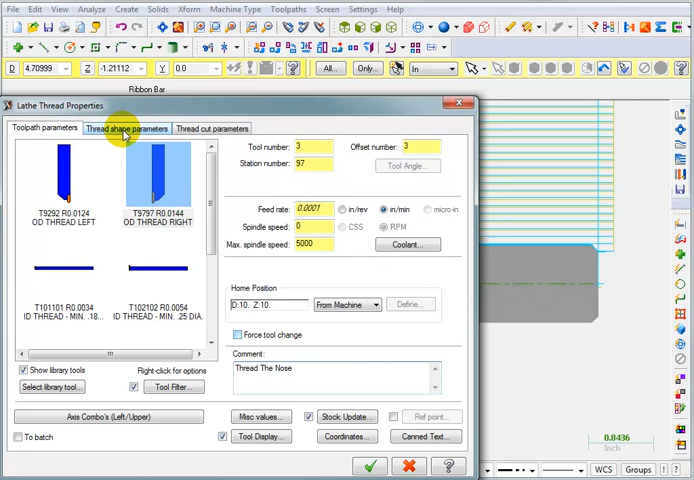 File Edit View Analyze Create Solids Xform Machine Type Toolpaths Screen Settings Help
D 4.70999 Z -1.21112 Y 0.0 All... Only... In
Ribbon Bar
Lathe Thread Properties
Toolpath parameters Thread shape parameters Thread cut parameters
T9292 R0.0124
OD THREAD LEFT
T9797 R0.0144
OD THREAD RIGHT
T101101 R0.0034
ID THREAD - MIN. .18...
T102102 R0.0054
ID THREAD - MIN. .25 DIA.
Show library tools
Right-click for options
Select library tool...
Tool Filter...
Axis Combo's (Left/Upper)
To batch
Tool number: 3 Offset number: 3
Station number: 97 Tool Angle...
Feed rate: 0.0001 in/rev in/min micro-in
Spindle speed: 0 CSS RPM
Max. spindle speed: 5000 Coolant...
Home Position
D:10. Z:10. From Machine Define...
Force tool change
Comment:
Thread The Nose
Misc values... Stock Update... Ref point...
Tool Display... Coordinates... Canned Text...
0.8436
Inch
WCS Groups